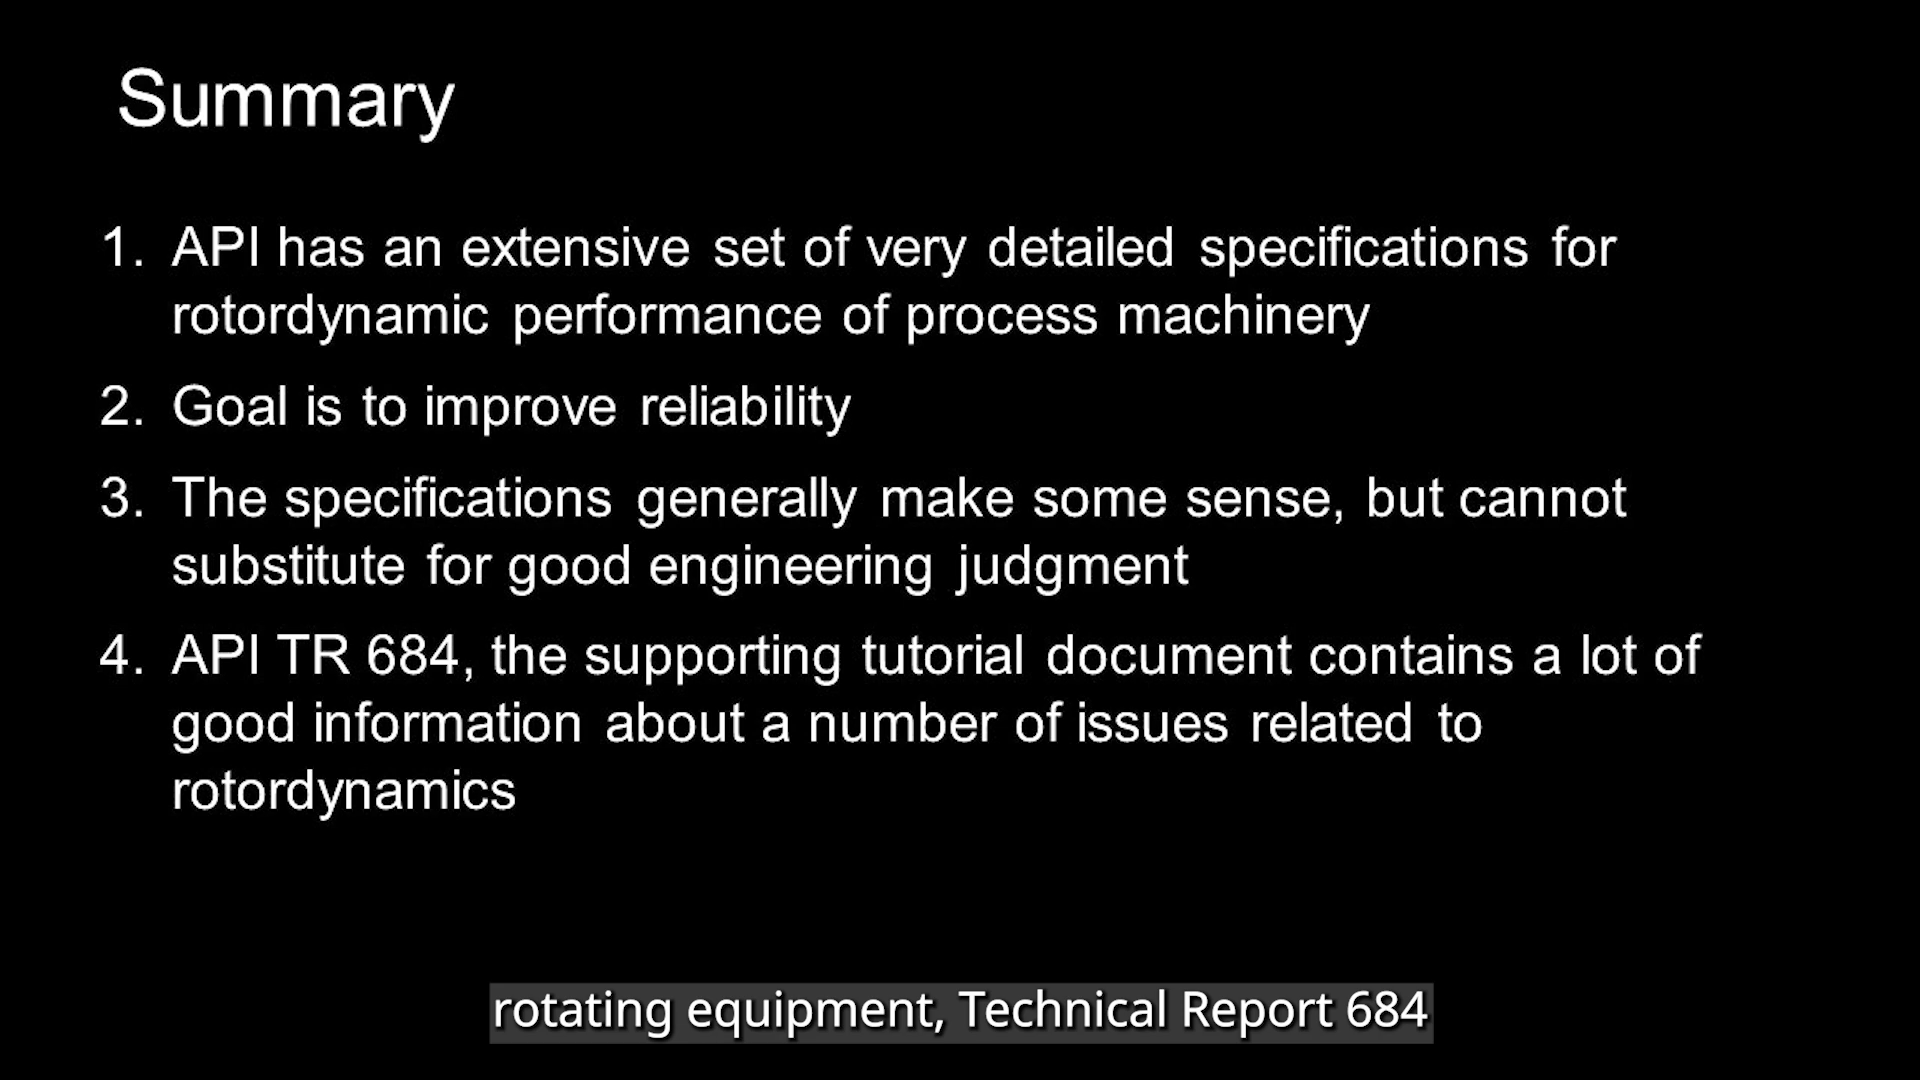 Summary
1. API has an extensive set of very detailed specifications for
rotordynamic performance of process machinery
2. Goal is to improve reliability
3. The specifications generally make some sense, but cannot
substitute for good engineering judgment
4. API TR 684, the supporting tutorial document contains a lot of
good information about a number of issues related to
rotordynamics
rotating equipment, Technical Report 684